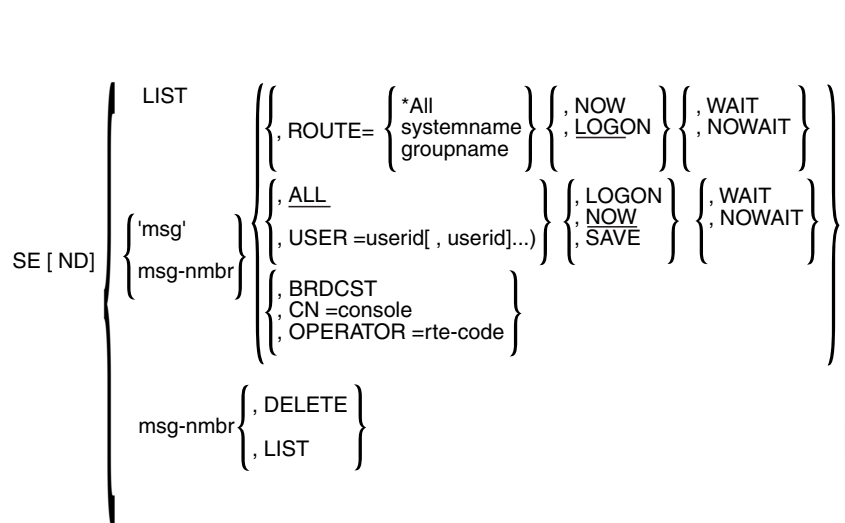 LIST
*All
, NOW
, WAIT
, ROUTE=
systemname
, LOGON
, NOWAIT
groupname
, ALL
, LOGON
, WAIT
'msg'
, NOW
, NOWAIT
, USER =userid[ , userid]...)
, SAVE
SE [ ND]
msg-nmbr
, BRDCST
, CN =console
, OPERATOR =rte-code
, DELETE
msg-nmbr
, LIST